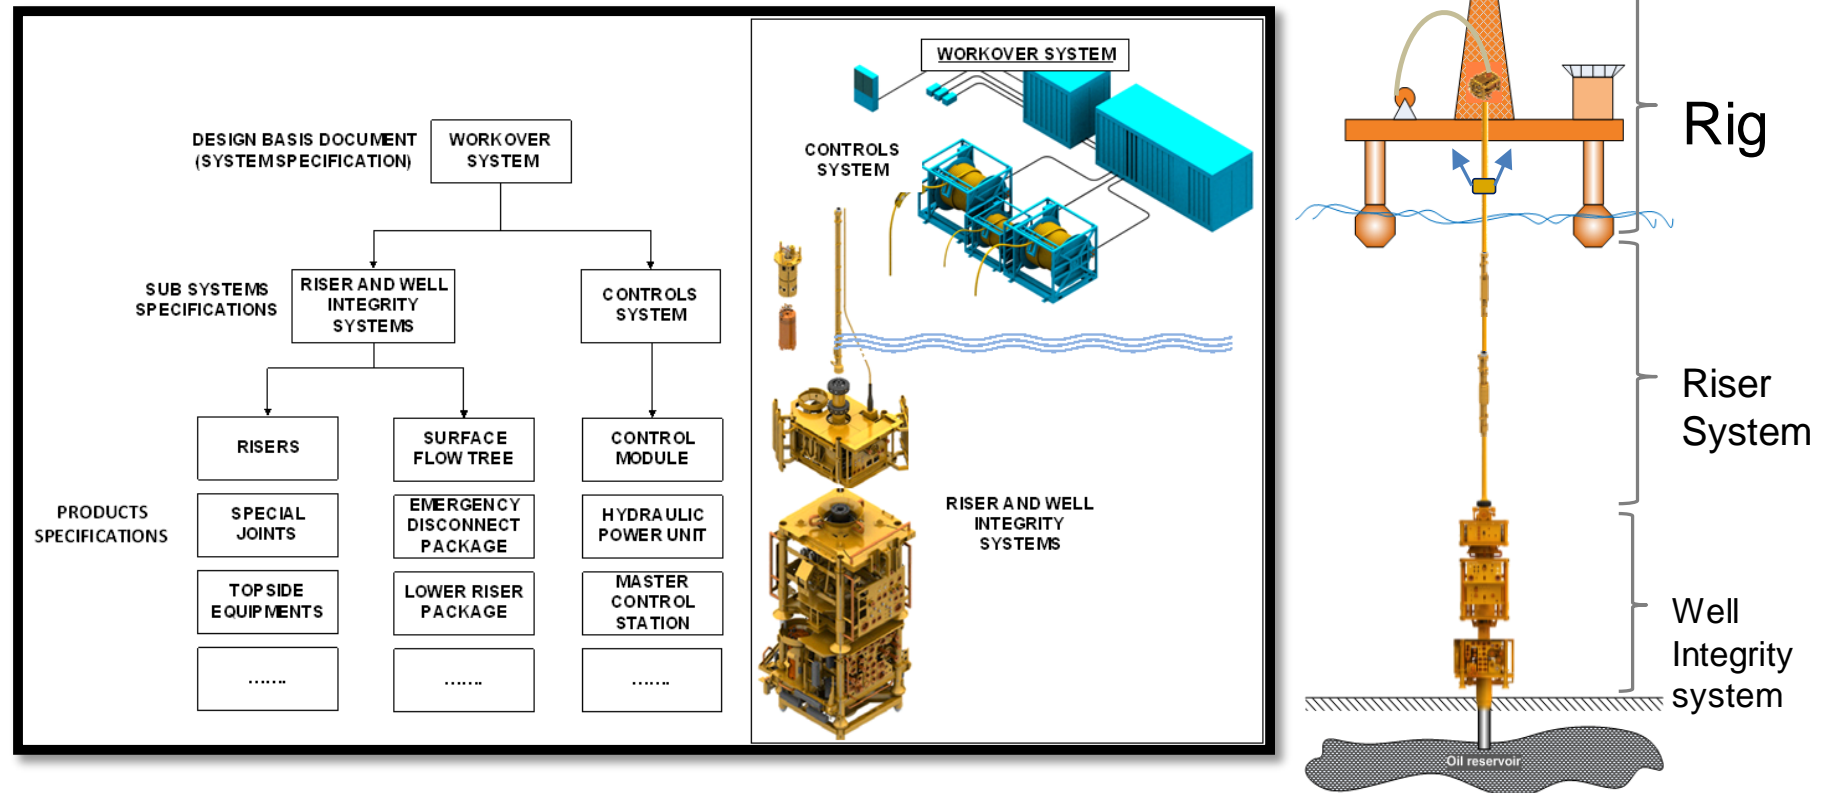 DESIGN BASIS DOCUMENT
(SYSTEM SPECIFICATION)
WORKOVER
SYSTEM
SUB SYSTEMS
SPECIFICATIONS
RISER AND WELL
INTEGRITY
SYSTEMS
CONTROLS
SYSTEM
PRODUCTS
SPECIFICATIONS
RISERS
SURFACE
FLOW TREE
CONTROL
MODULE
SPECIAL
JOINTS
EMERGENCY
DISCONNECT
PACKAGE
HYDRAULIC
POWER UNIT
TOPSIDE
EQUIPMENTS
LOWER RISER
PACKAGE
MASTER
CONTROL
STATION
.......
.......
.......
WORKOVER SYSTEM
CONTROLS
SYSTEM
RISER AND WELL
INTEGRITY
SYSTEMS
Rig
Riser
System
Well
Integrity
system
Oil reservoir